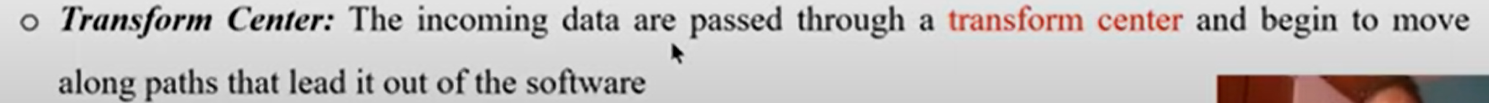 ○ Transform Center: The incoming data are passed through a transform center and begin to move
along paths that lead it out of the software